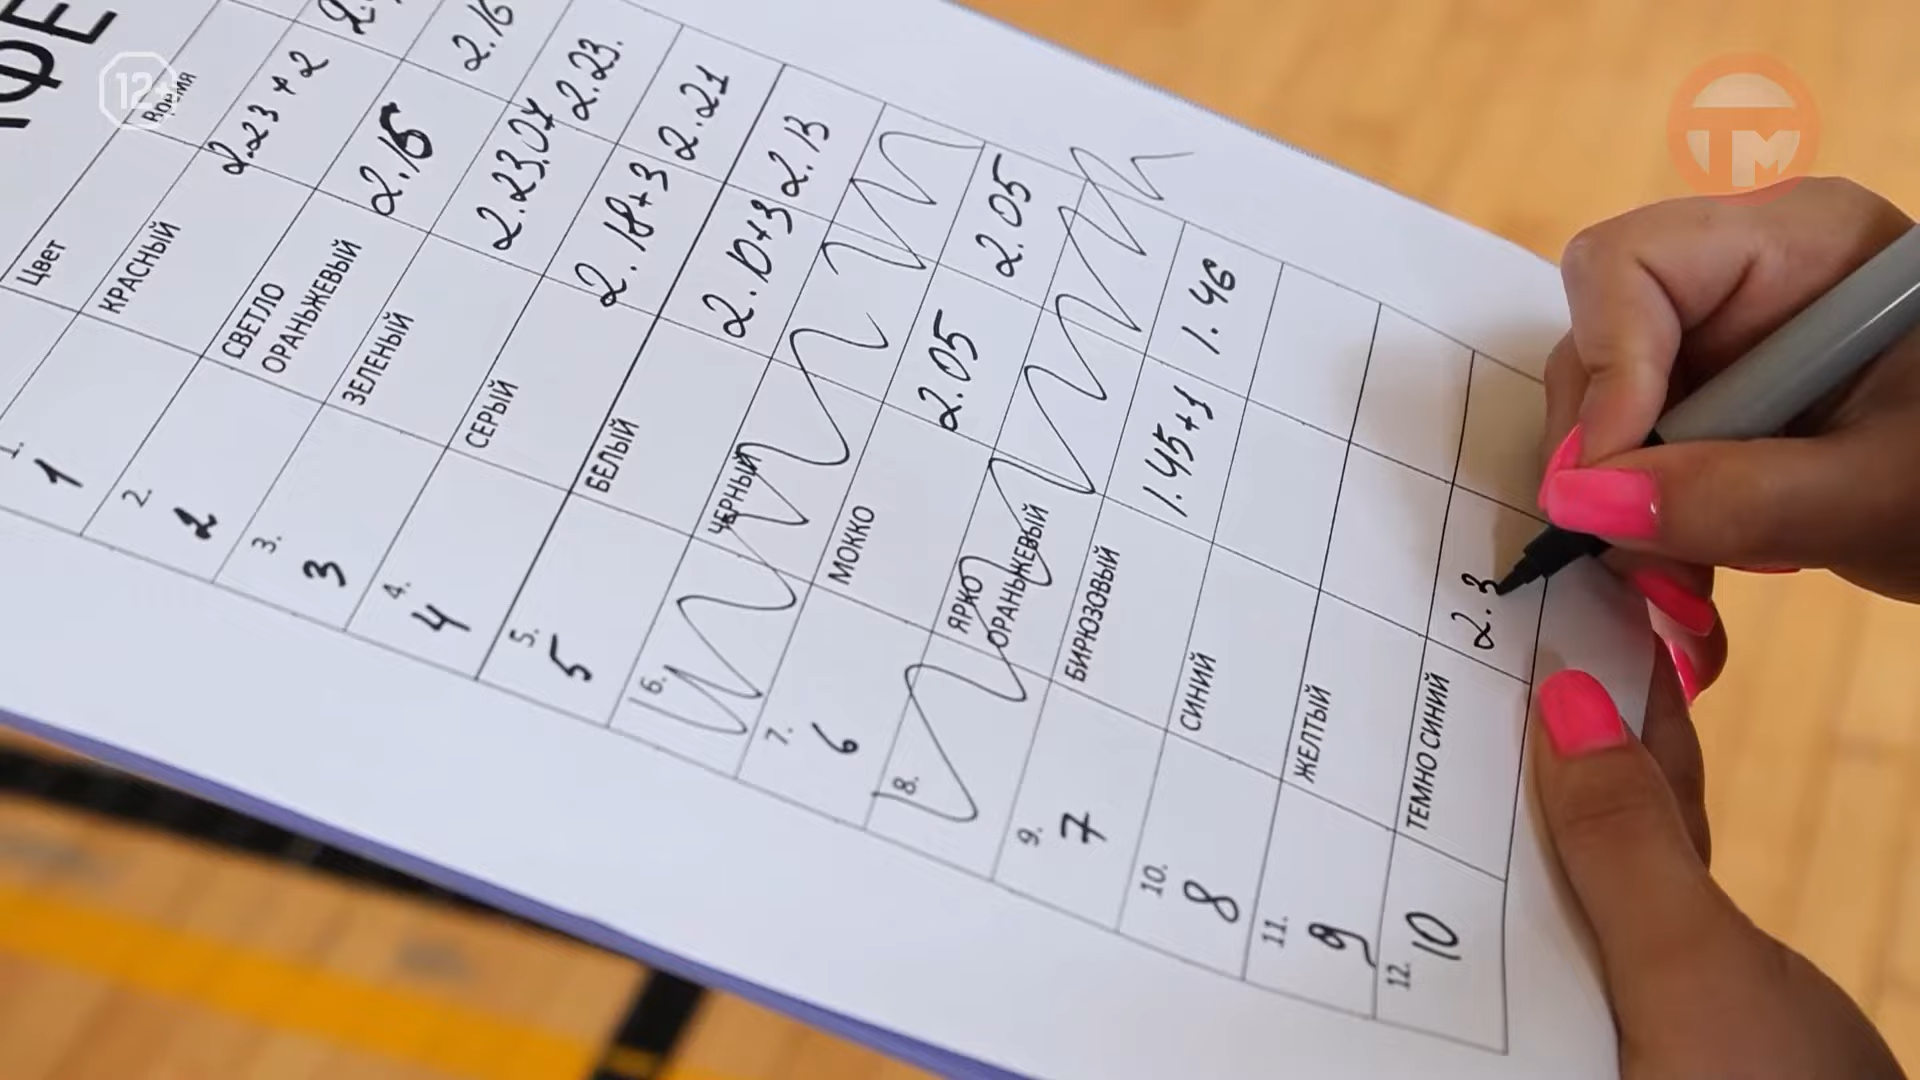 ФЕ
12+
Цвет Время
1. 1 КРАСНЫЙ 2.23 + 2
2. 2 СВЕТЛО ОРАНЬЖЕВЫЙ 2.16 2.16
3. 3 ЗЕЛЕНЫЙ 2.23.07 2.23.
4. 4 СЕРЫЙ 2.18+3 2.21
5. 5 БЕЛЫЙ 2.10+3 2.13
6. ЧЕРНЫЙ
7. 6 МОККО 2.05 2.05
8. ЯРКО ОРАНЬЖЕВЫЙ
9. 7 БИРЮЗОВЫЙ 1.45+1 1.46
10. 8 СИНИЙ
11. 9 ЖЕЛТЫЙ
12. 10 ТЕМНО СИНИЙ 2.3
ТМ